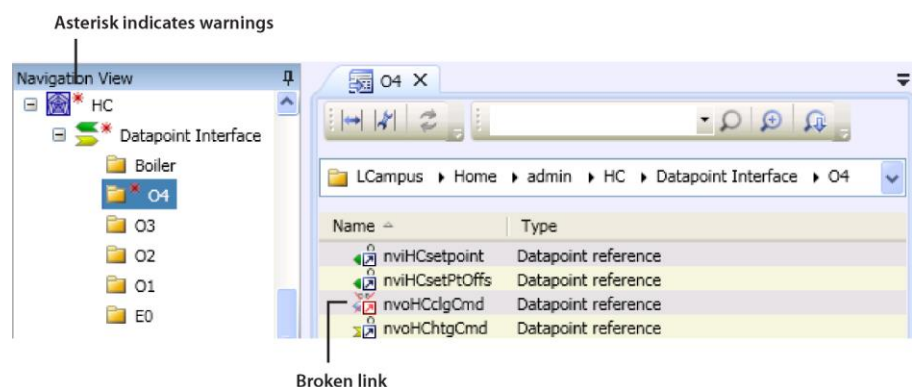 Asterisk indicates warnings
Navigation View
HC
Datapoint Interface
Boiler
O4
O3
O2
O1
E0
O4
LCampus Home admin HC Datapoint Interface O4
Name Type
nviHCsetpoint Datapoint reference
nviHCsetPtOffs Datapoint reference
nvoHCclgCmd Datapoint reference
nvoHChtgCmd Datapoint reference
Broken link